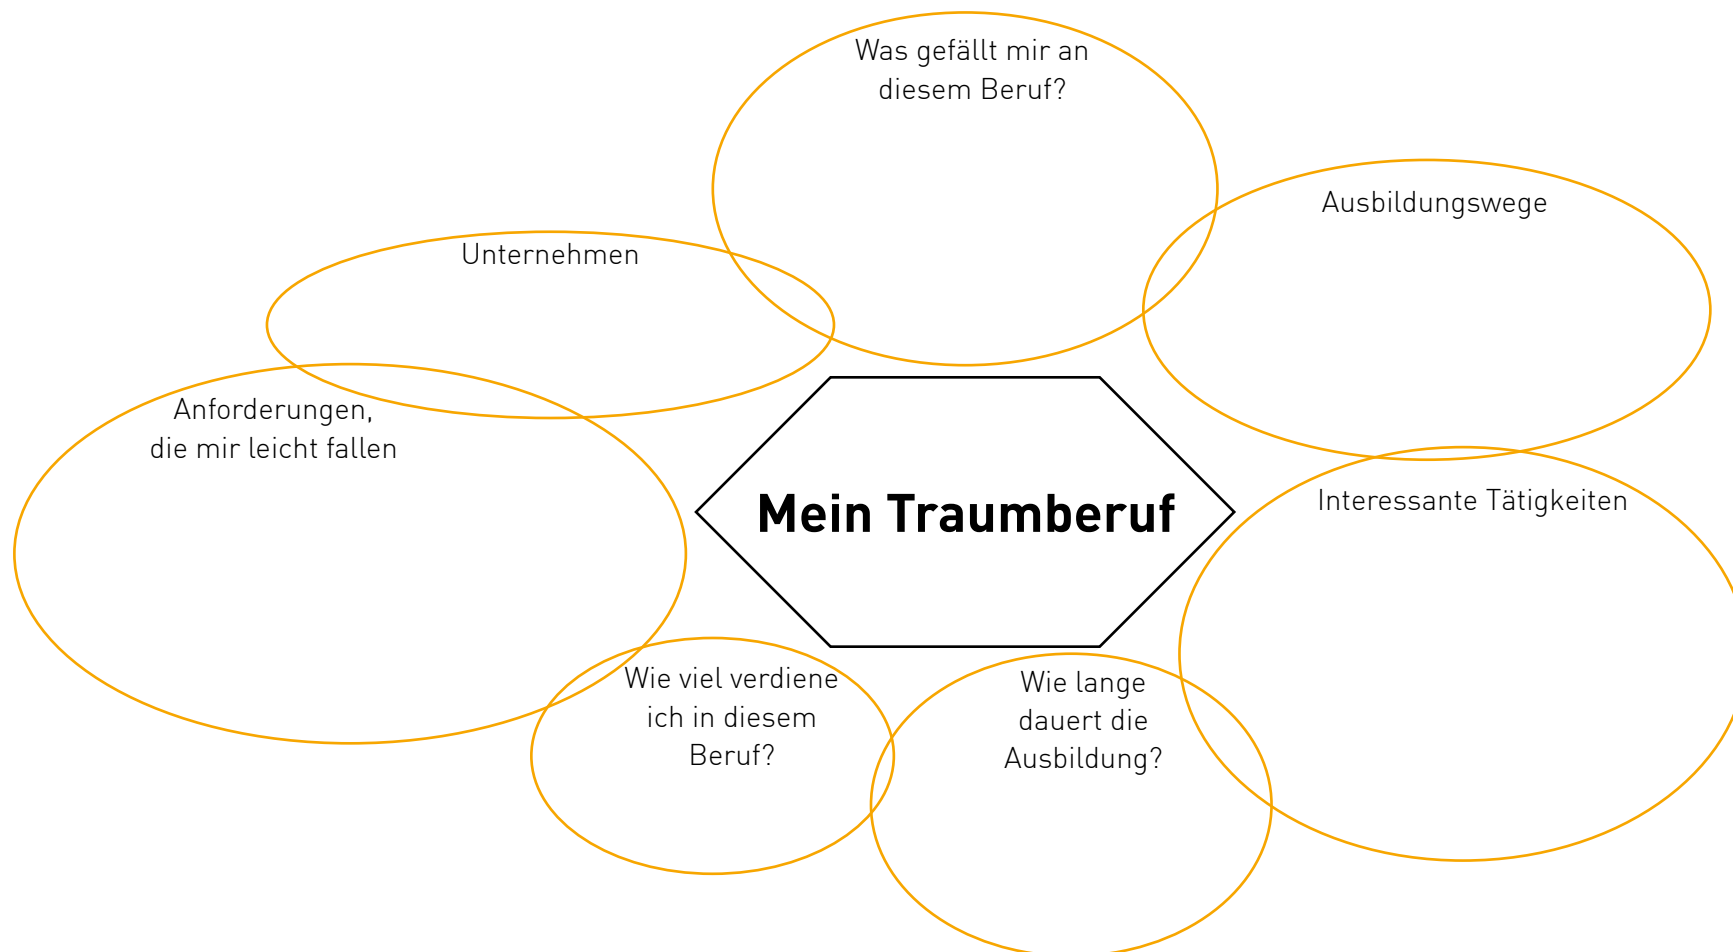 Was gefällt mir an
diesem Beruf?
Ausbildungswege
Unternehmen
Anforderungen,
die mir leicht fallen
Mein Traumberuf
Interessante Tätigkeiten
Wie viel verdiene
ich in diesem
Beruf?
Wie lange
dauert die
Ausbildung?